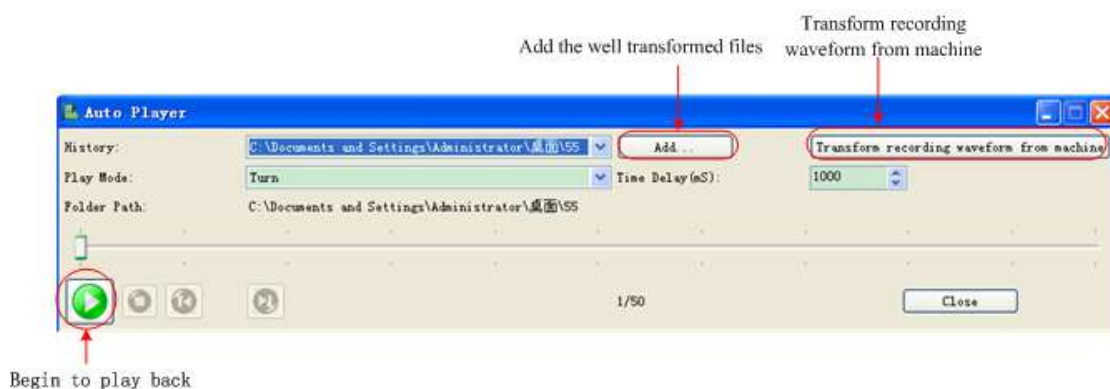 Transform recording
waveform from machine
Add the well transformed files
Auto Player
History:
C:\Documents and Settings\Administrator\桌面\55
Add...
Transform recording waveform from machine
Play Mode:
Turn
Time Delay(mS):
1000
Folder Path:
C:\Documents and Settings\Administrator\桌面\55
1/50
Close
Begin to play back